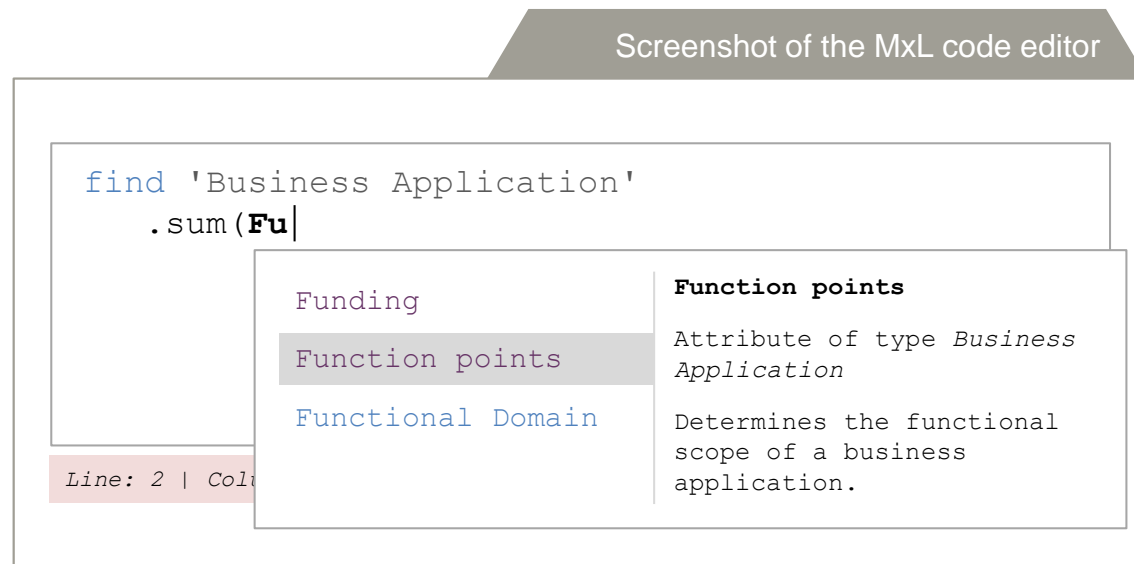 Screenshot of the MxL code editor
find 'Business Application'
.sum(Fu
Funding
Function points
Functional Domain
Function points
Attribute of type Business
Application
Determines the functional
scope of a business
application.
Line: 2 |